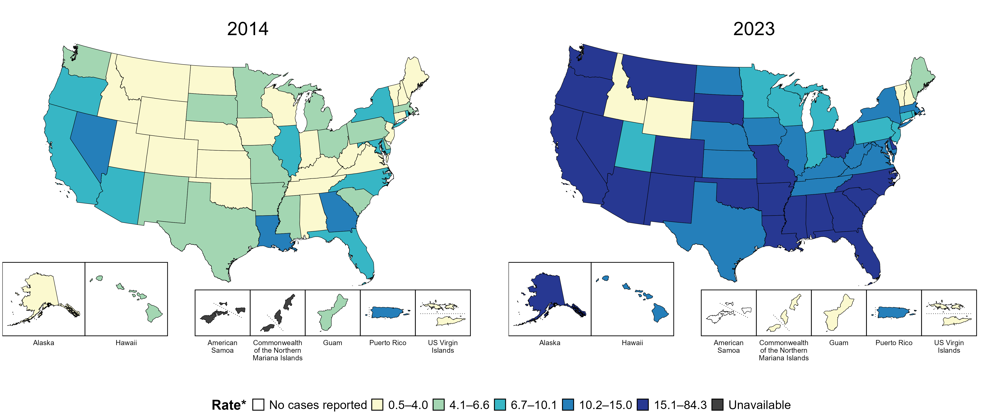 2014
2023
Alaska
Hawaii
American
Samoa
Commonwealth
of the Northern
Mariana Islands
Guam
Puerto Rico
US Virgin
Islands
Alaska
Hawaii
American
Samoa
Commonwealth
of the Northern
Mariana Islands
Guam
Puerto Rico
US Virgin
Islands
Rate* No cases reported 0.5–4.0 4.1–6.6 6.7–10.1 10.2–15.0 15.1–84.3 Unavailable